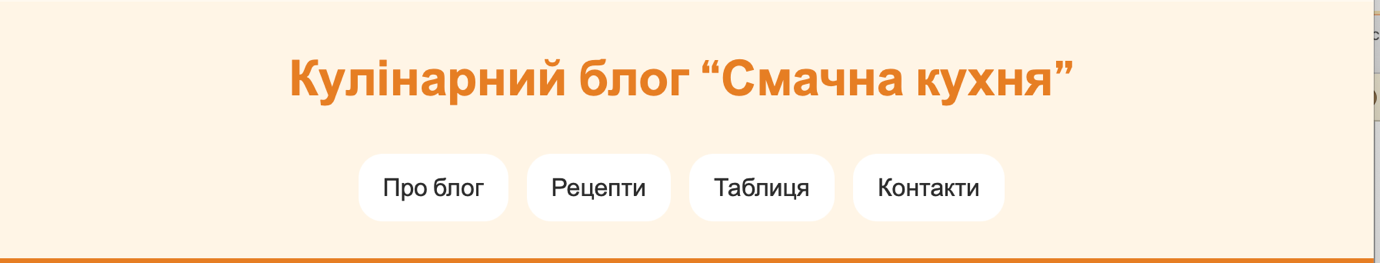 Кулінарний блог “Смачна кухня”
Про блог Рецепти Таблиця Контакти